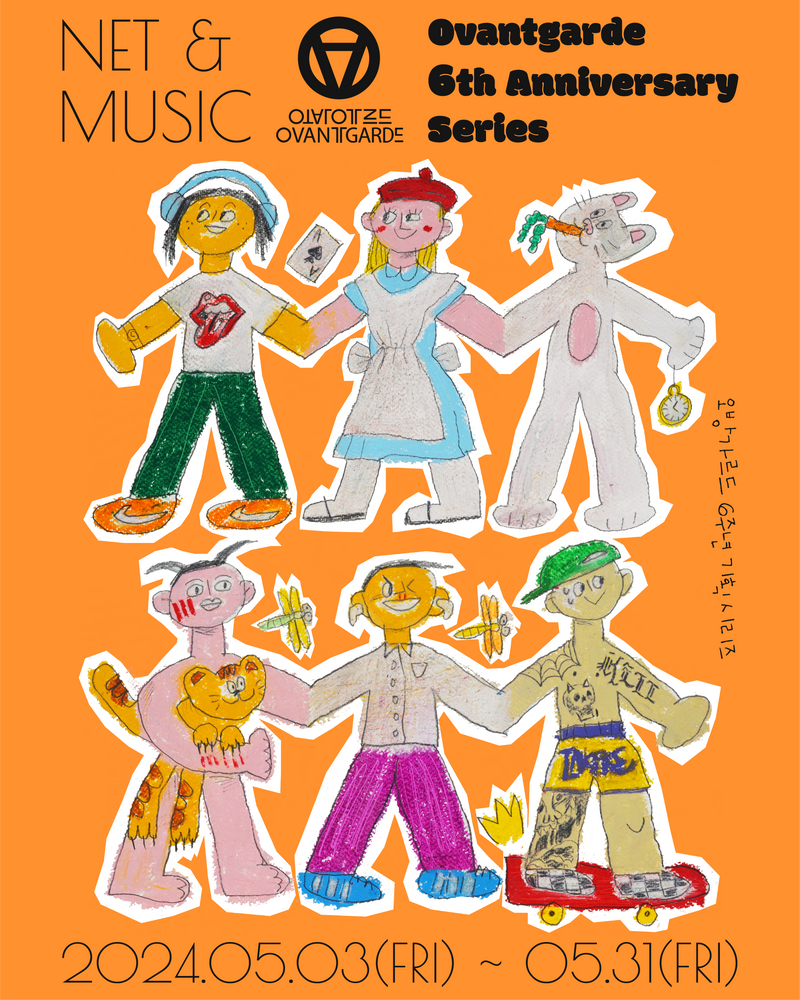 NET &
MUSIC
OVANTTGARDE
Ovantgarde
6th Anniversary
Series
오방가르드 6주년 기획 시리즈
A
2024.05.03(FRI) ~ 05.31(FRI)